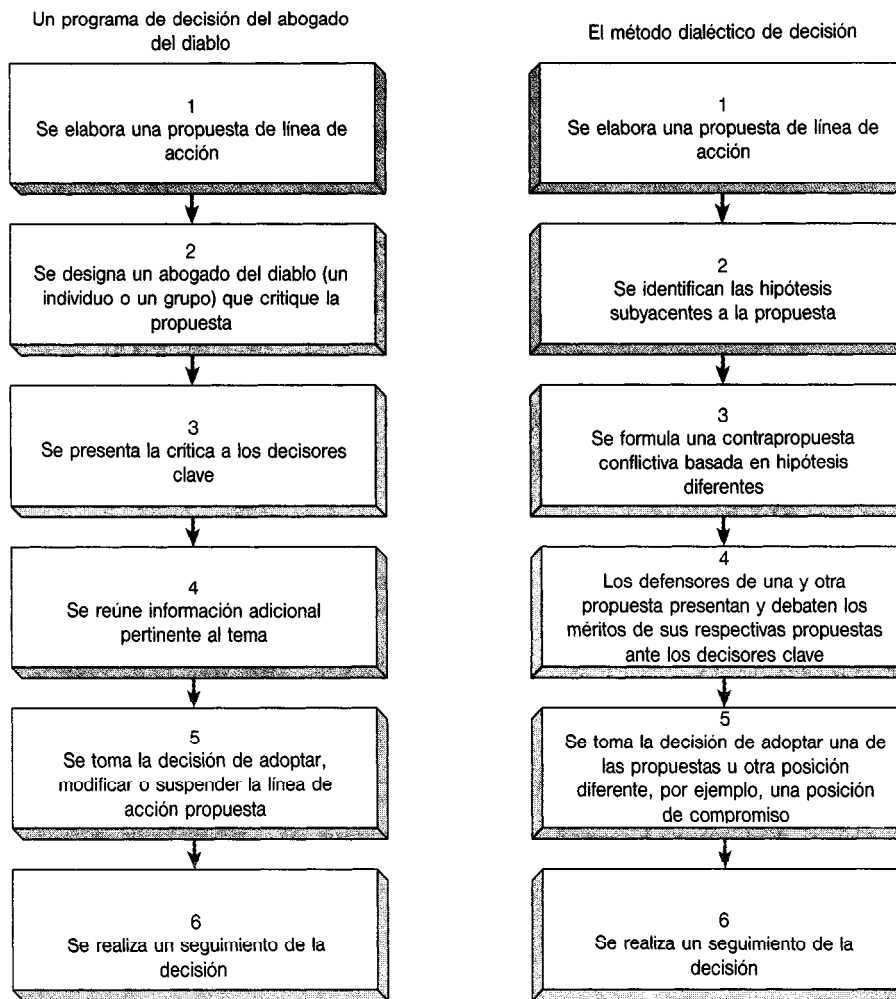 Un programa de decisión del abogado
del diablo
1
Se elabora una propuesta de línea de
acción
2
Se designa un abogado del diablo (un
individuo o un grupo) que critique la
propuesta
3
Se presenta la crítica a los decisores
clave
4
Se reúne información adicional
pertinente al tema
5
Se toma la decisión de adoptar,
modificar o suspender la línea de
acción propuesta
6
Se realiza un seguimiento de la
decisión
El método dialéctico de decisión
1
Se elabora una propuesta de línea de
acción
2
Se identifican las hipótesis
subyacentes a la propuesta
3
Se formula una contrapropuesta
conflictiva basada en hipótesis
diferentes
4
Los defensores de una y otra
propuesta presentan y debaten los
méritos de sus respectivas propuestas
ante los decisores clave
5
Se toma la decisión de adoptar una de
las propuestas u otra posición
diferente, por ejemplo, una posición
de compromiso
6
Se realiza un seguimiento de la
decisión